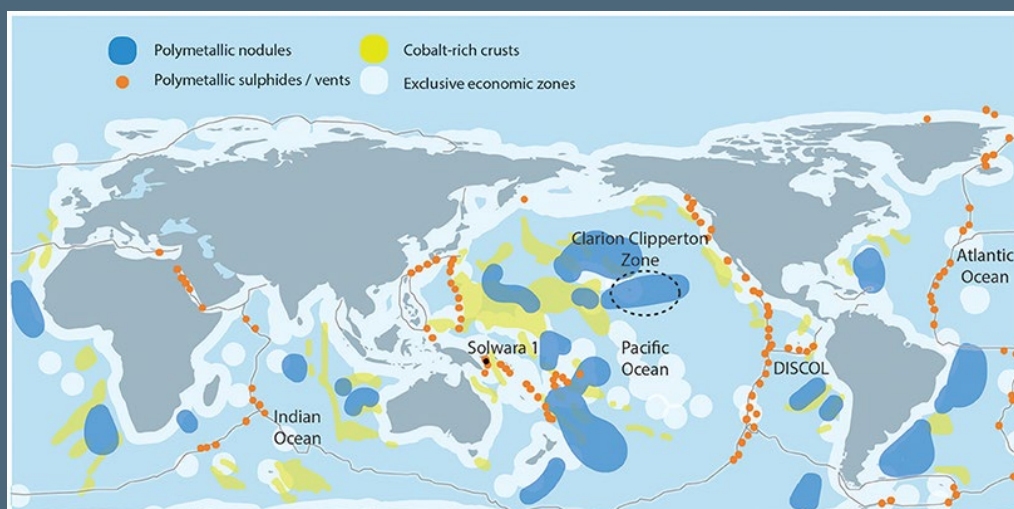 Polymetallic nodules
Cobalt-rich crusts
Polymetallic sulphides / vents
Exclusive economic zones
Clarion Clipperton
Zone
Atlantic
Ocean
Solwara 1
Pacific
Ocean
DISCOL
Indian
Ocean